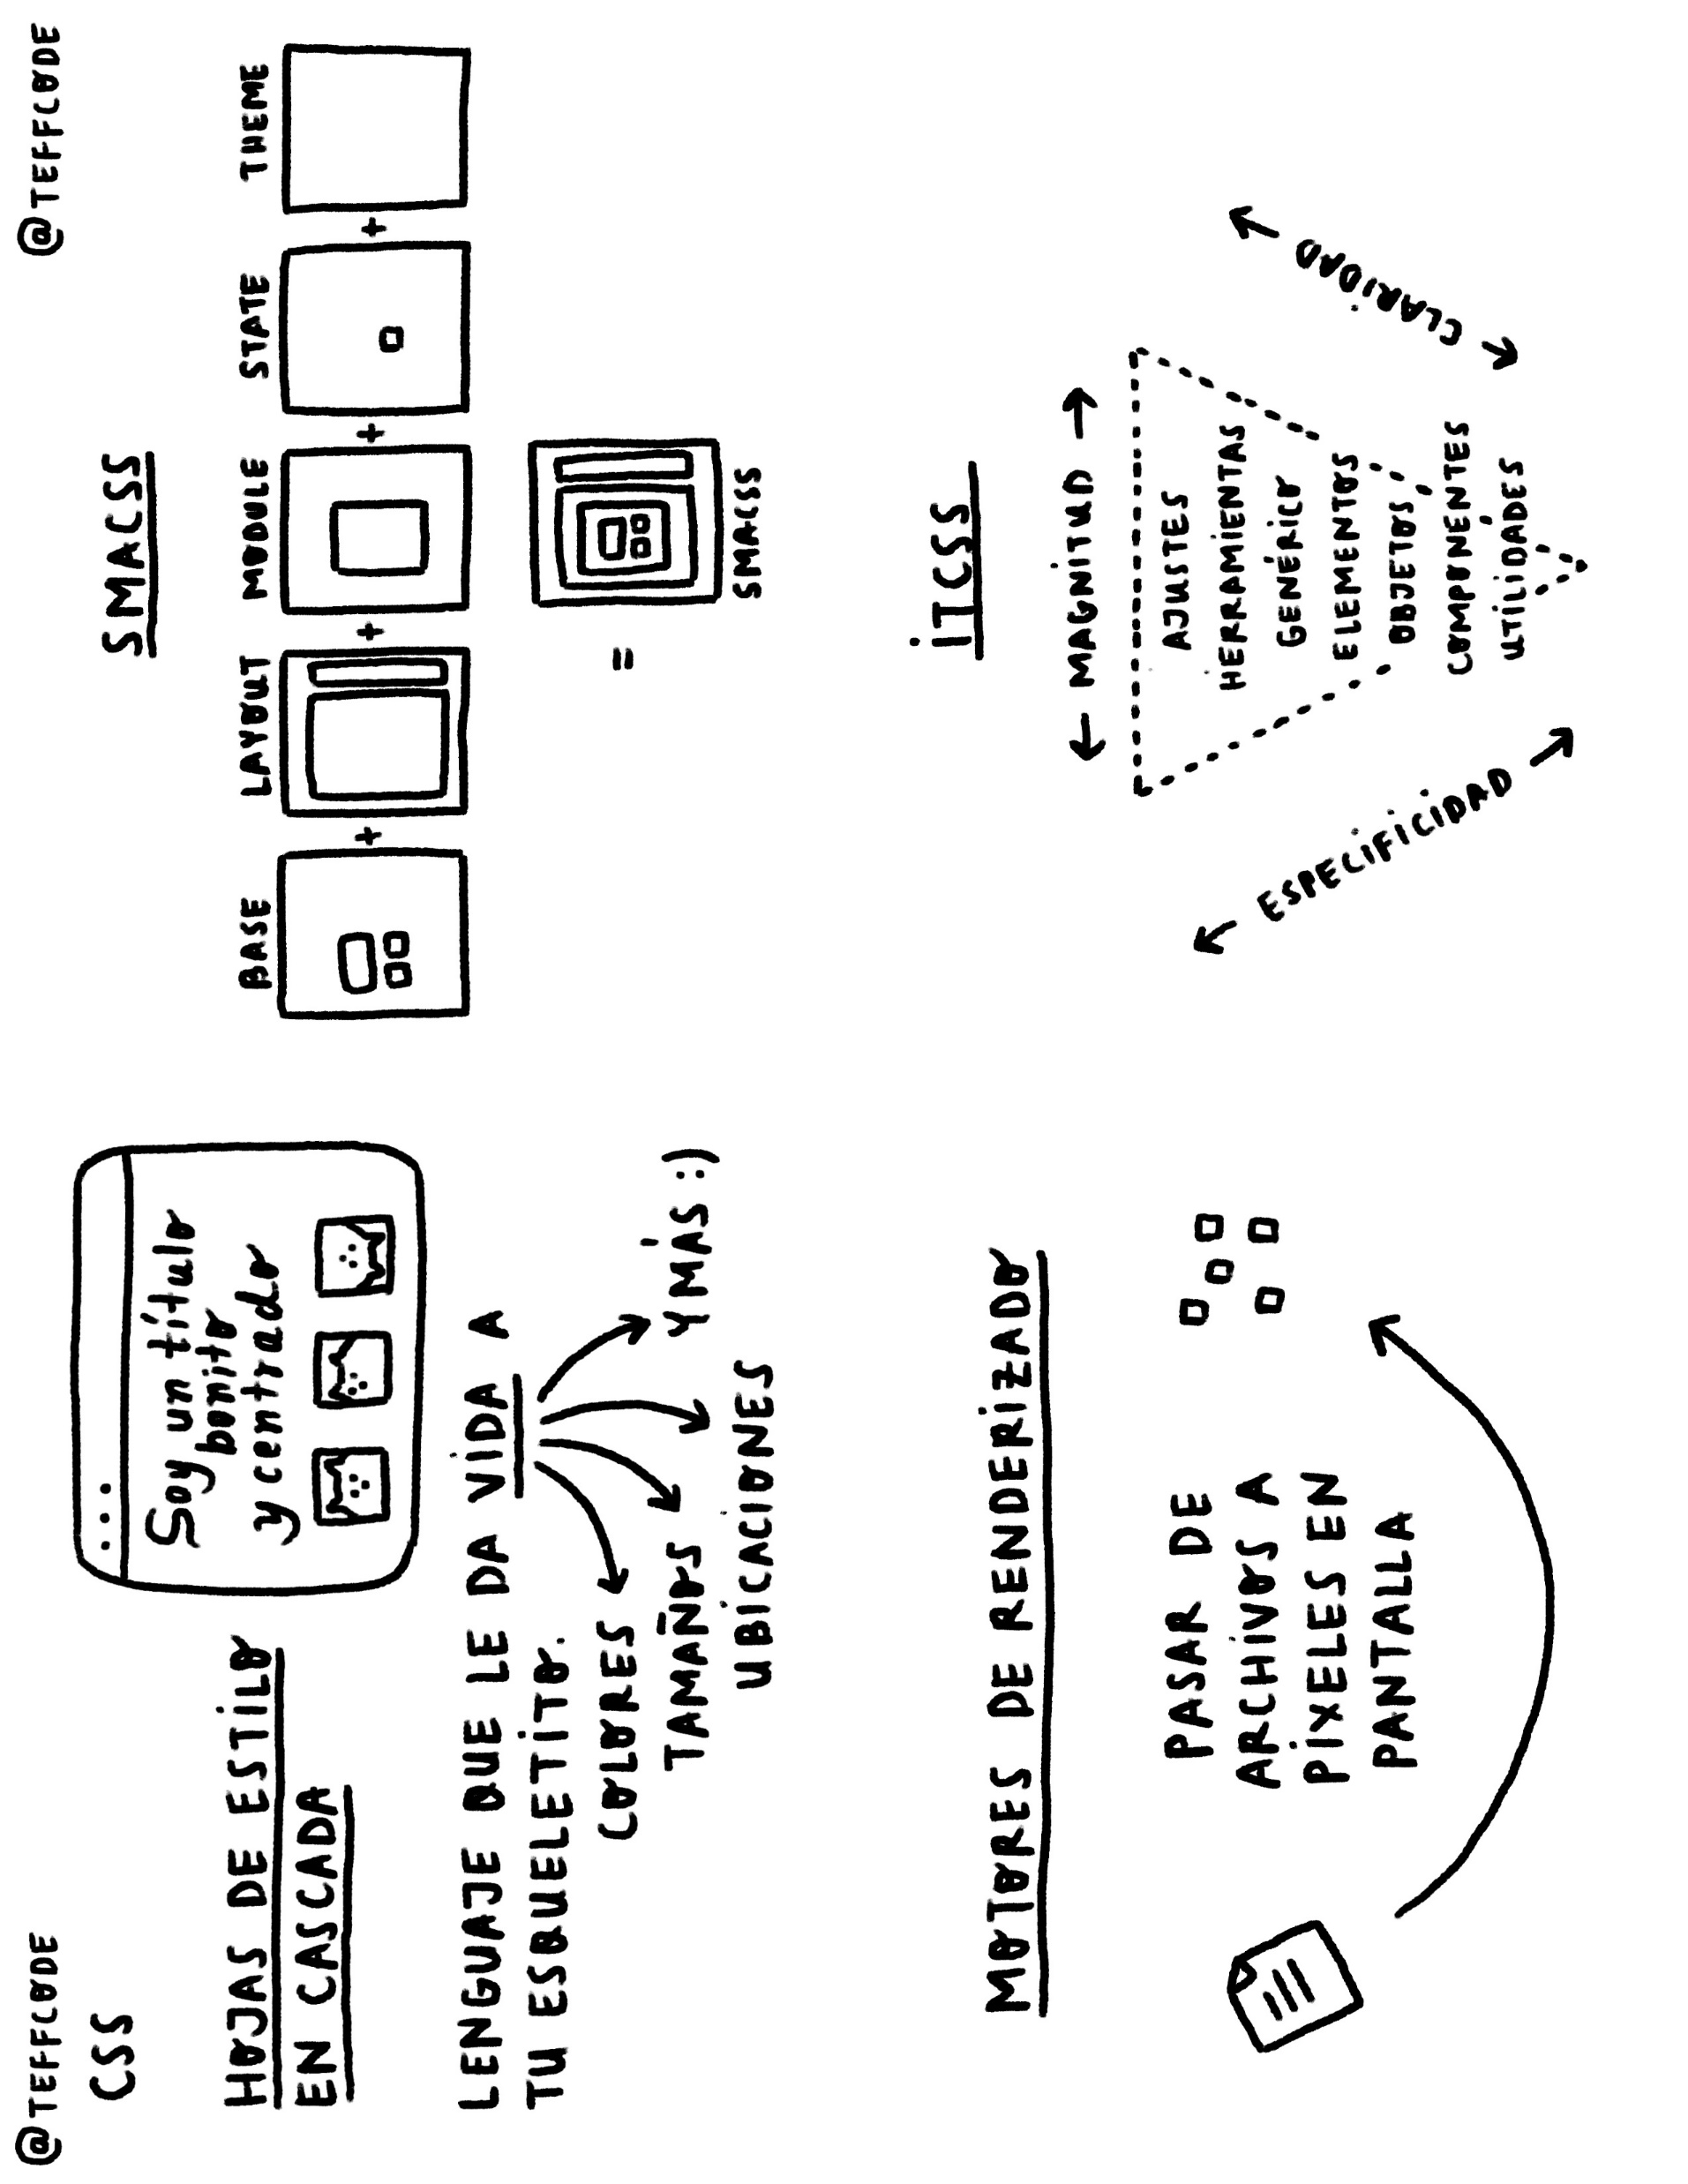 @TEFFCODE
CSS
HOJAS DE ESTILO
EN CASCADA
Soy un título
bonito
y centrado
LENGUAJE QUE LE DA VIDA A
TU ESQUELETITO.
COLORES
TAMAÑOS
UBICACIONES
Y MÁS :)
MOTORES DE RENDERIZADO
PASAR DE
ARCHIVOS A
PIXELES EN
PANTALLA
@TEFFCODE
SMACSS
BASE + LAYOUT + MODULE + STATE + THEME
= SMACSS
ITCSS
MAGNITUD
AJUSTES
HERRAMIENTAS
GENÉRICO
ELEMENTOS
OBJETOS
COMPONENTES
UTILIDADES
ESPECIFICIDAD
CLARIDAD